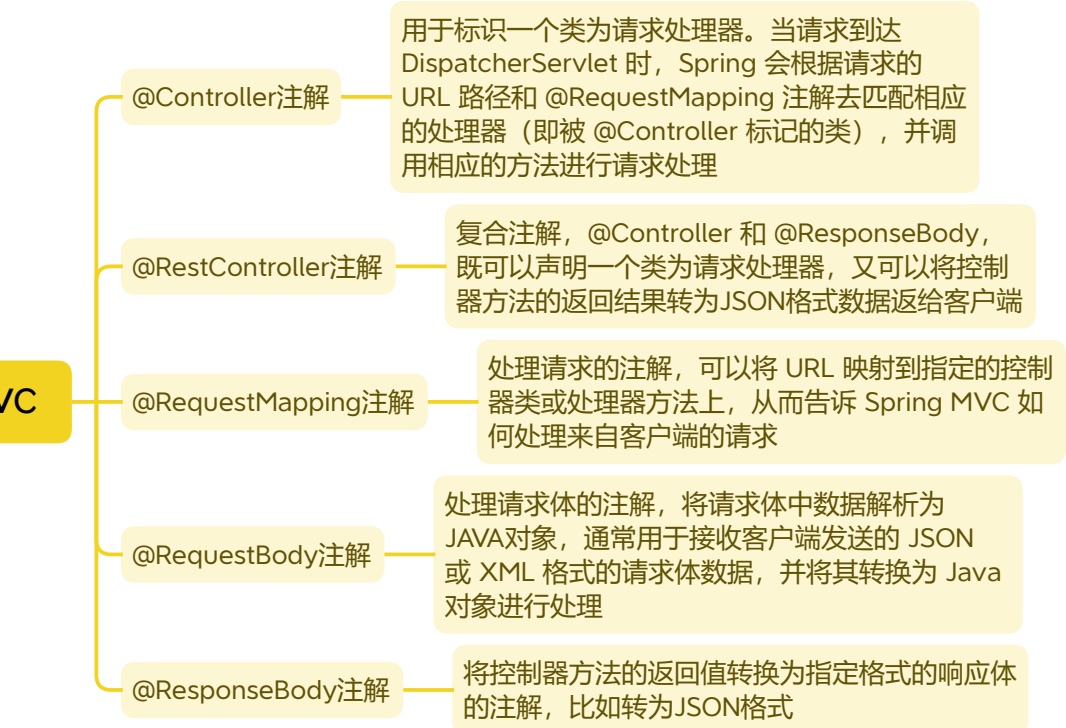 @Controller注解
用于标识一个类为请求处理器。当请求到达
DispatcherServlet 时，Spring 会根据请求的
URL 路径和 @RequestMapping 注解去匹配相应
的处理器（即被 @Controller 标记的类），并调
用相应的方法进行请求处理
@RestController注解
复合注解，@Controller 和 @ResponseBody，
既可以声明一个类为请求处理器，又可以将控制
器方法的返回结果转为JSON格式数据返给客户端
VC
@RequestMapping注解
处理请求的注解，可以将 URL 映射到指定的控制
器类或处理器方法上，从而告诉 Spring MVC 如
何处理来自客户端的请求
@RequestBody注解
处理请求体的注解，将请求体中数据解析为
JAVA对象，通常用于接收客户端发送的 JSON
或 XML 格式的请求体数据，并将其转换为 Java
对象进行处理
@ResponseBody注解
将控制器方法的返回值转换为指定格式的响应体
的注解，比如转为JSON格式